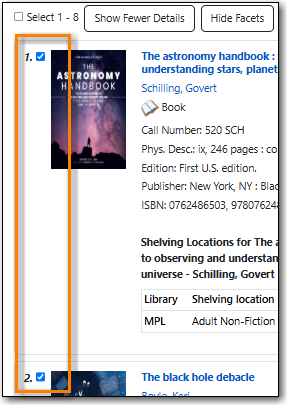 Select 1 - 8 Show Fewer Details Hide Facets
1.
THE
ASTRONOMY
HANDBOOK
The astronomy handbook :
understanding stars, planet
Schilling, Govert
Book
Call Number: 520 SCH
Phys. Desc.: ix, 246 pages : co
Edition: First U.S. edition.
Publisher: New York, NY : Blac
ISBN: 0762486503, 97807624
Shelving Locations for The a
to observing and understan
universe - Schilling, Govert
Library Shelving location
MPL Adult Non-Fiction
2.
The black hole debacle